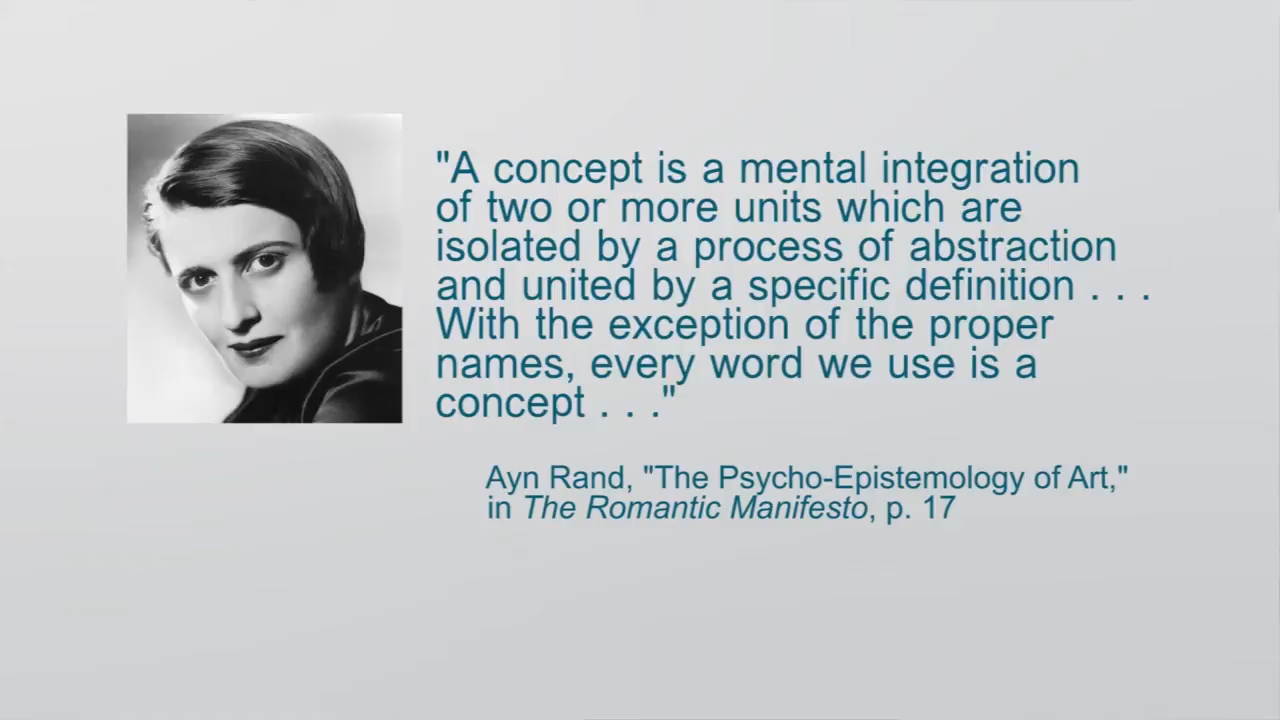 "A concept is a mental integration
of two or more units which are
isolated by a process of abstraction
and united by a specific definition . . .
With the exception of the proper
names, every word we use is a
concept . . ."
Ayn Rand, "The Psycho-Epistemology of Art,"
in The Romantic Manifesto, p. 17